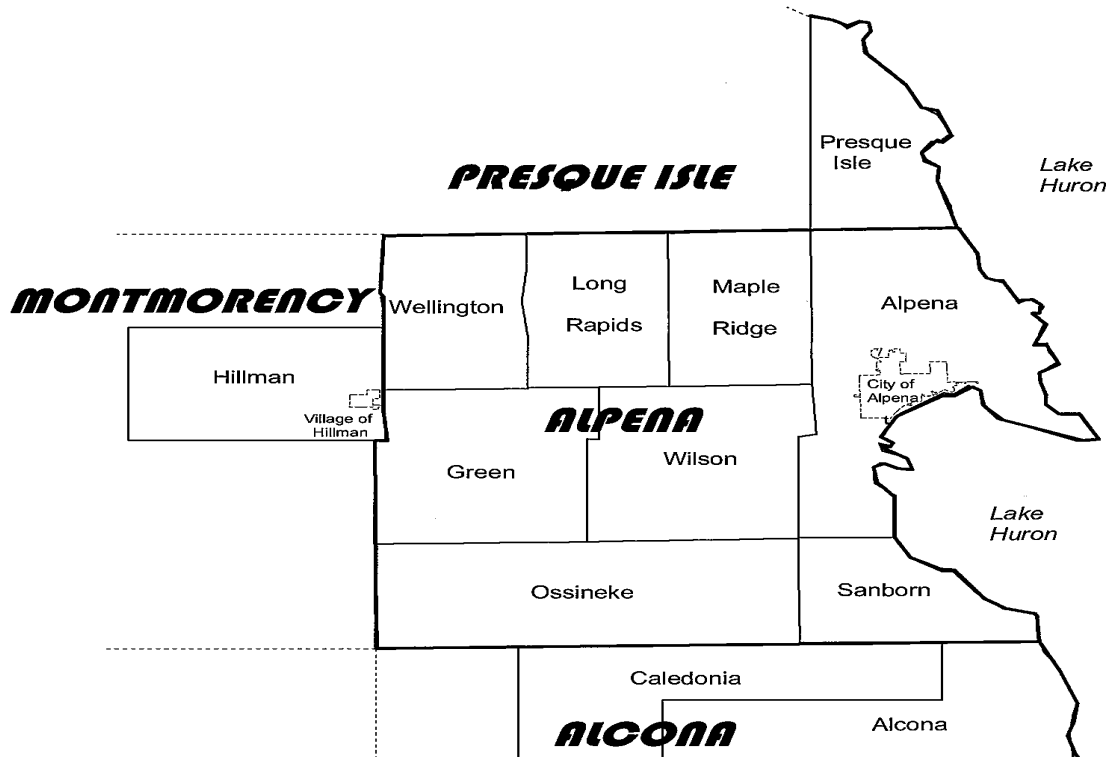 Presque
Isle
Lake
Huron
PRESQUE ISLE
MONTMORENCY
Wellington
Long
Rapids
Maple
Ridge
Alpena
Hillman
City of
Alpena
Village of
Hillman
ALPENA
Green
Wilson
Lake
Huron
Ossineke
Sanborn
Caledonia
Alcona
ALCONA